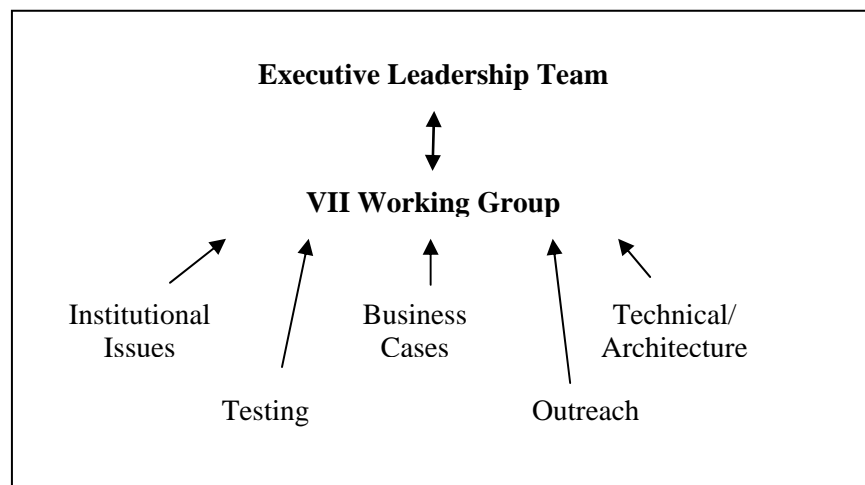 Executive Leadership Team
VII Working Group
Institutional
Issues
Business
Cases
Technical/
Architecture
Testing
Outreach